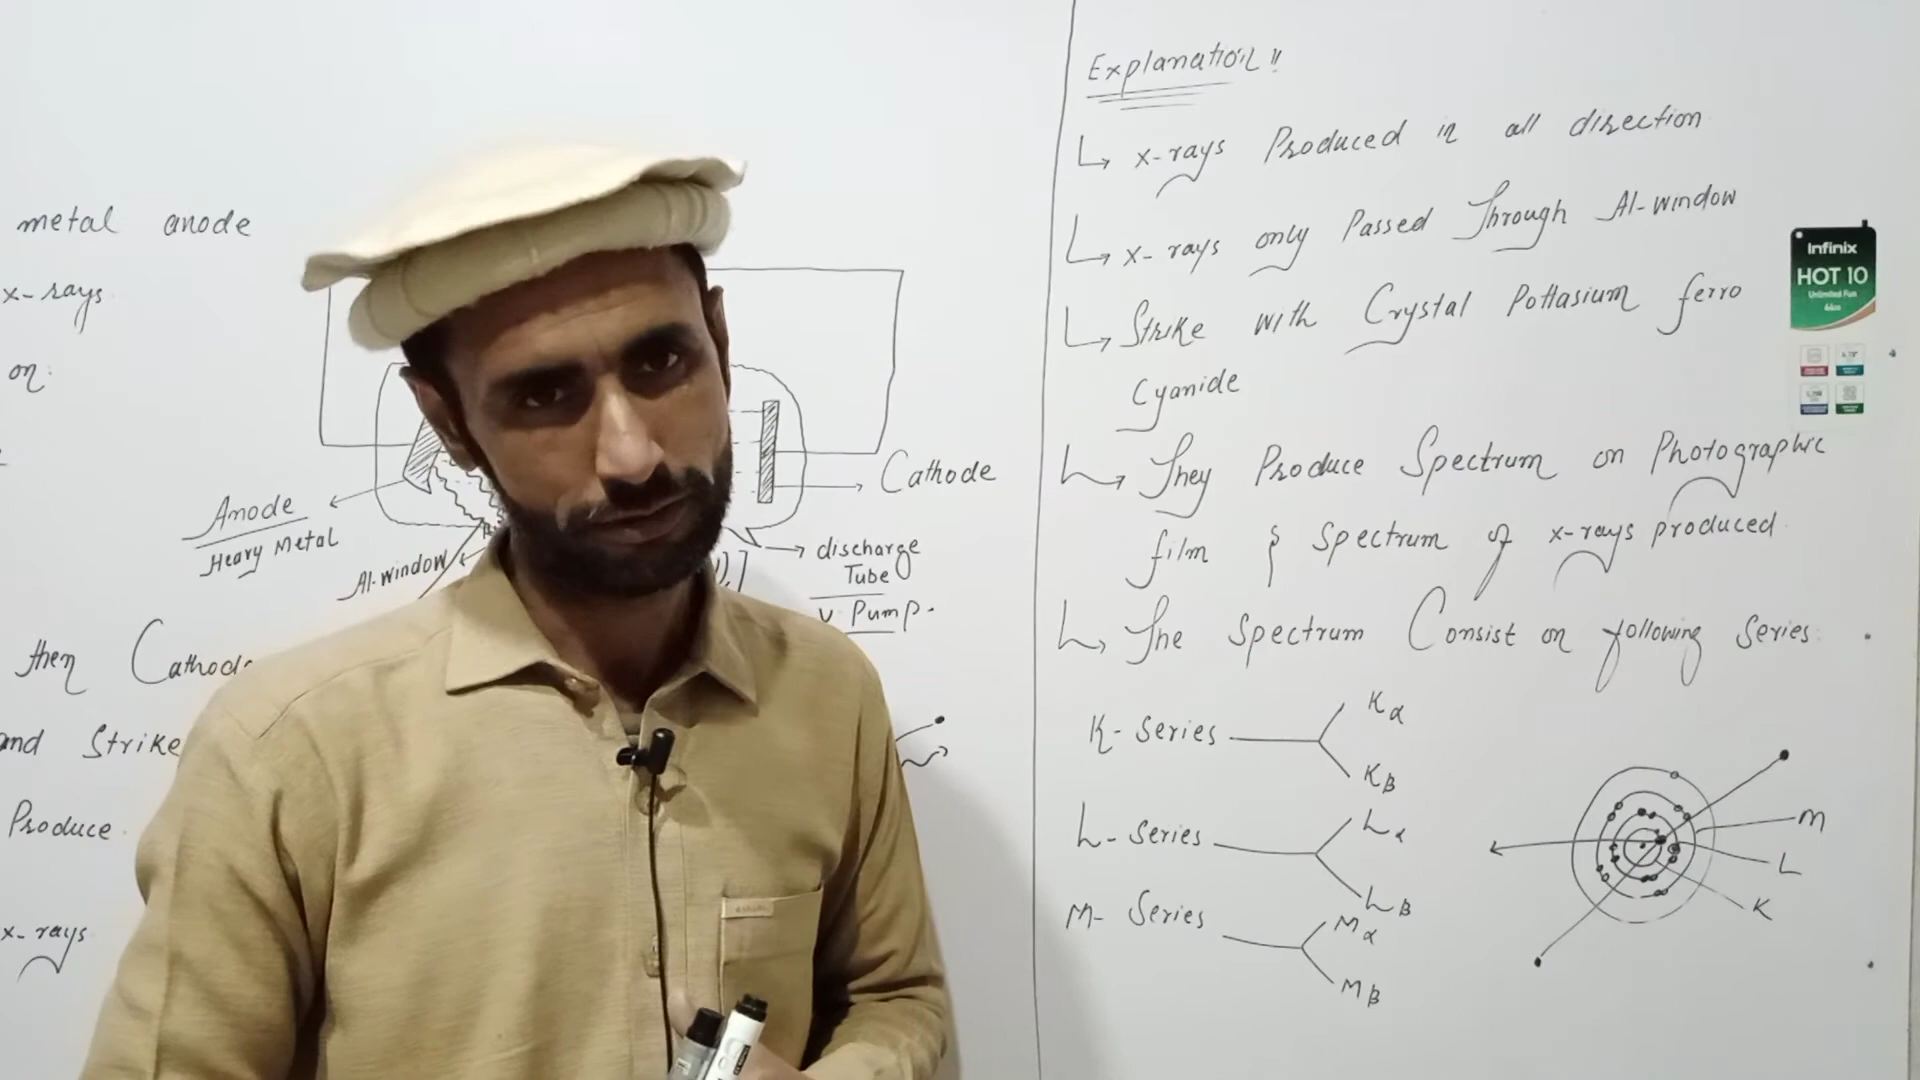 metal anode
x-rays
on
Anode
Heavy Metal
Al-window
Cathode
discharge
Tube
V. Pump.
then Cathode
and Strike
Produce
x-rays
Explanation!!
x-rays Produced in all direction
x-rays only Passed Through Al-window
Strike with Crystal Pottasium ferro
Cyanide
They Produce Spectrum on Photographic
film & Spectrum of x-rays produced
The Spectrum Consist on following Series
K-Series
Kα
Kβ
L-Series
Lα
Lβ
M-Series
Mα
Mβ
M
L
K
Infinix
HOT 10
Unlimited Fun